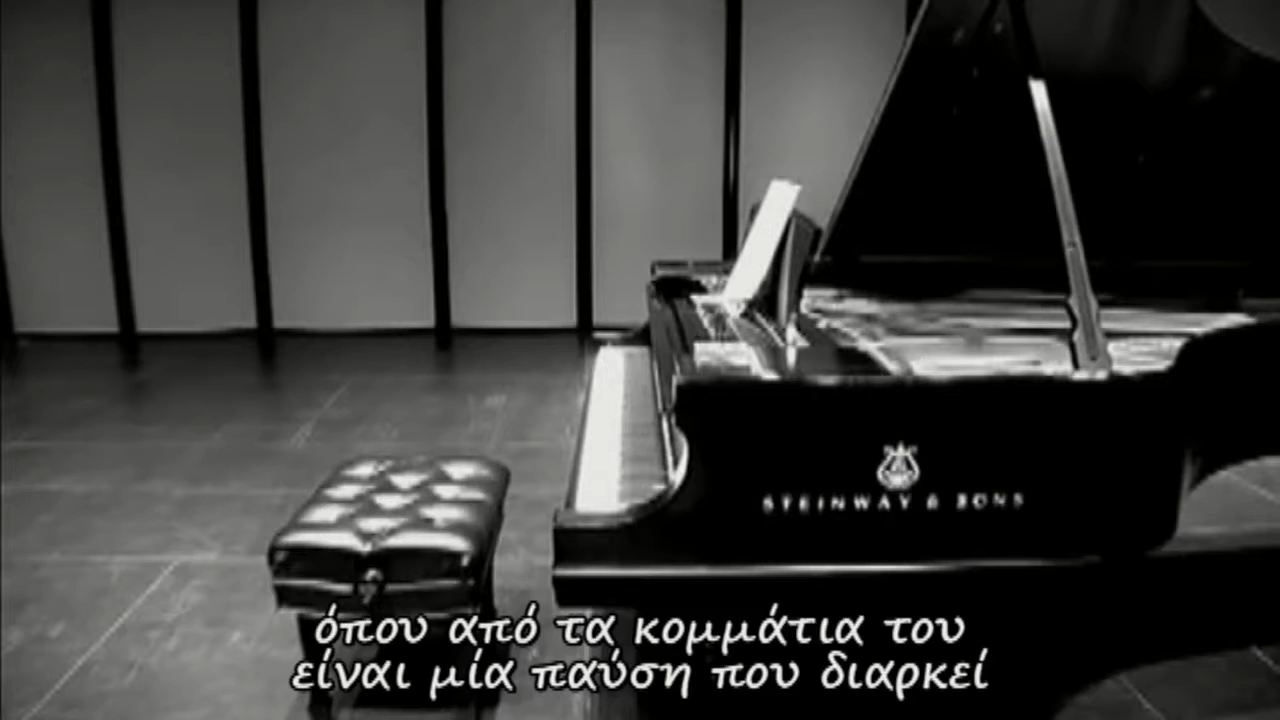 STEINWAY & SONS
όπου από τα κομμάτια του
είναι μία παύση που διαρκεί